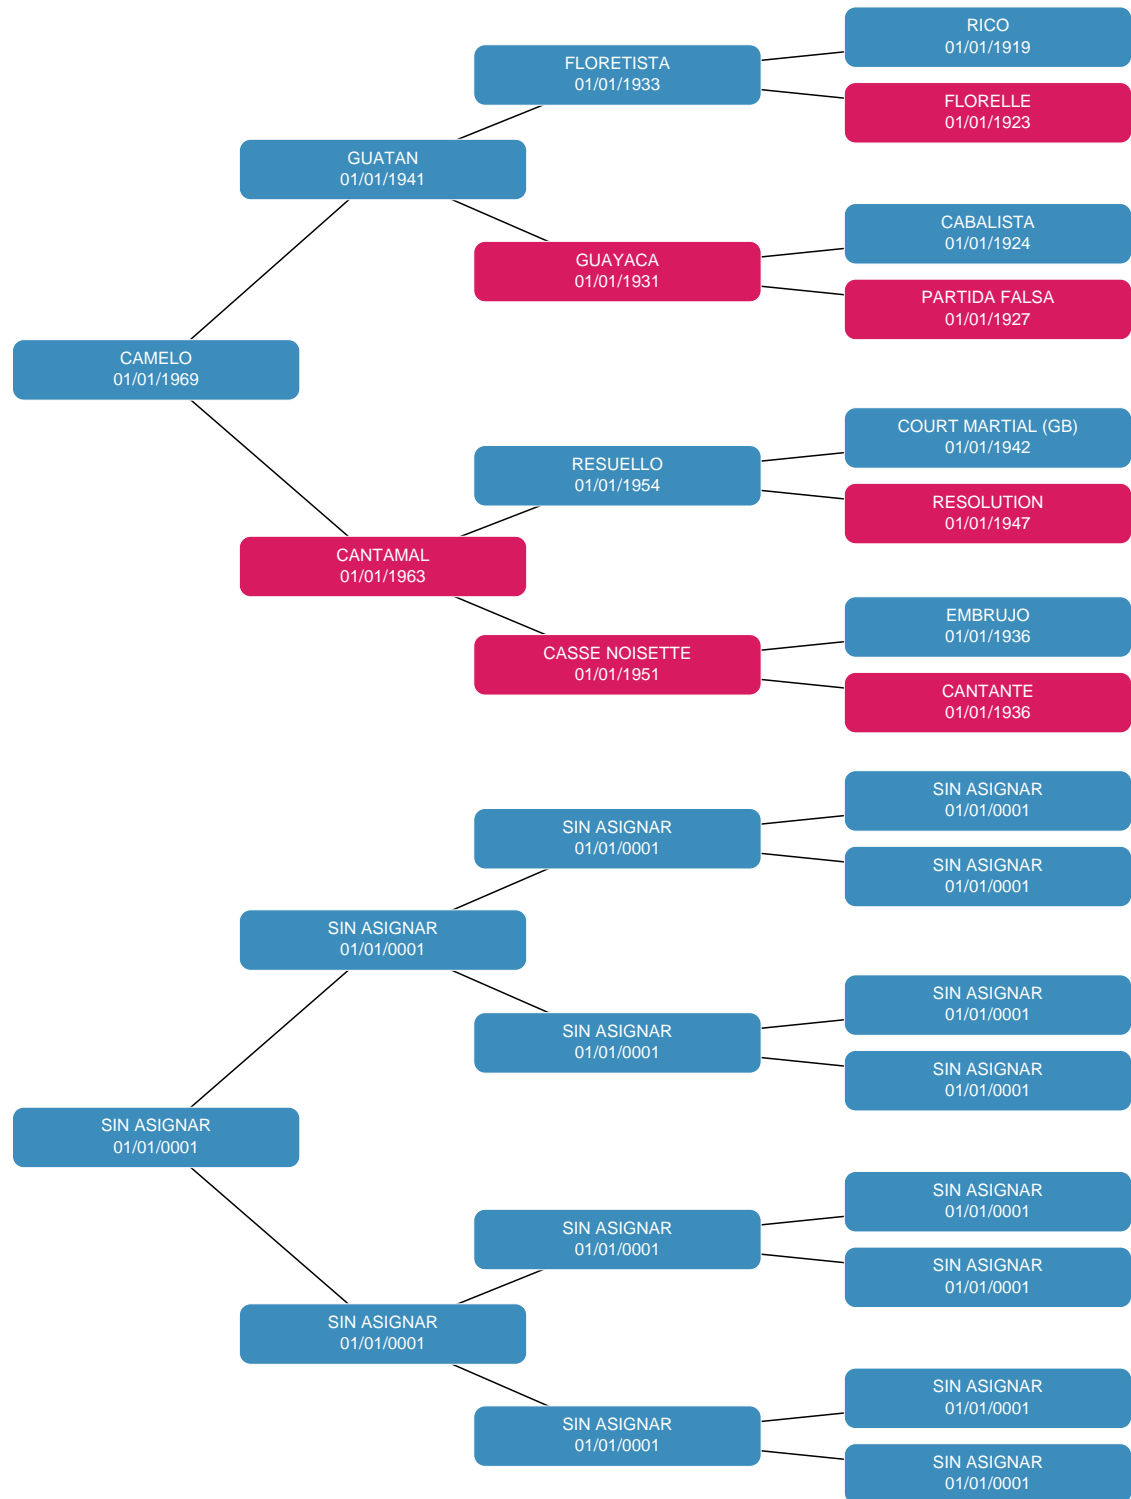 RICO
01/01/1919
FLORETISTA
01/01/1933
FLORELLE
01/01/1923
GUATAN
01/01/1941
CABALISTA
01/01/1924
GUAYACA
01/01/1931
PARTIDA FALSA
01/01/1927
CAMELO
01/01/1969
COURT MARTIAL (GB)
01/01/1942
RESUELLO
01/01/1954
RESOLUTION
01/01/1947
CANTAMAL
01/01/1963
EMBRUJO
01/01/1936
CASSE NOISETTE
01/01/1951
CANTANTE
01/01/1936
SIN ASIGNAR
01/01/0001
SIN ASIGNAR
01/01/0001
SIN ASIGNAR
01/01/0001
SIN ASIGNAR
01/01/0001
SIN ASIGNAR
01/01/0001
SIN ASIGNAR
01/01/0001
SIN ASIGNAR
01/01/0001
SIN ASIGNAR
01/01/0001
SIN ASIGNAR
01/01/0001
SIN ASIGNAR
01/01/0001
SIN ASIGNAR
01/01/0001
SIN ASIGNAR
01/01/0001
SIN ASIGNAR
01/01/0001
SIN ASIGNAR
01/01/0001
SIN ASIGNAR
01/01/0001